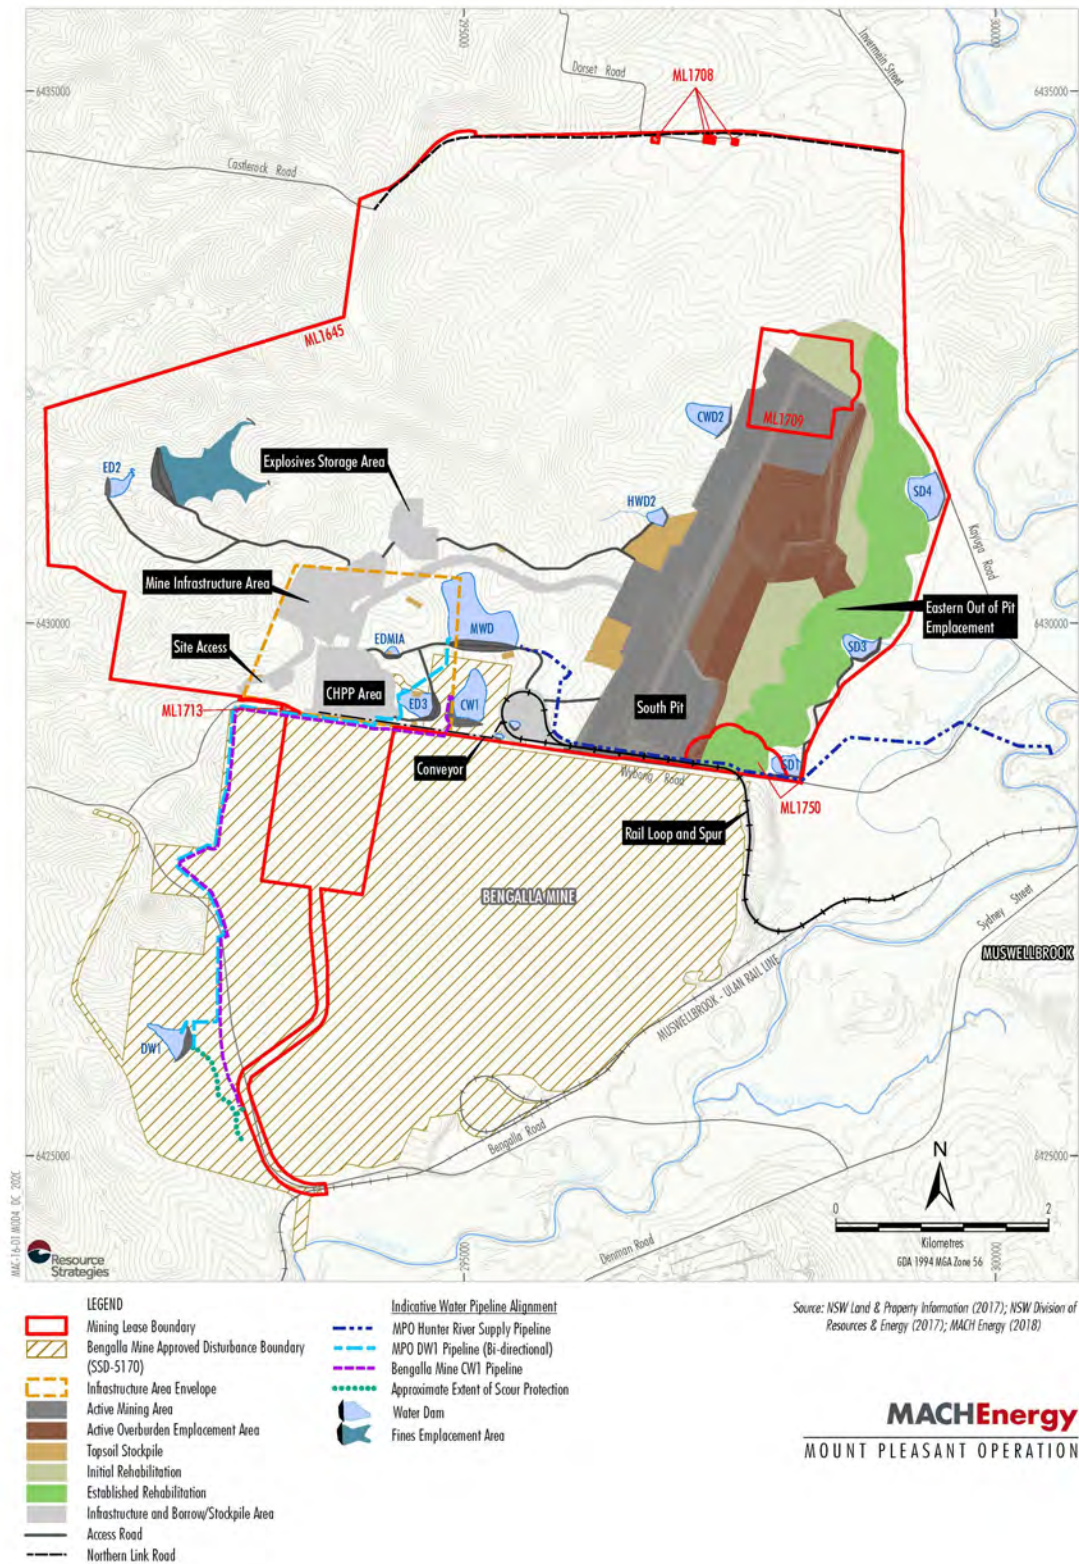 295000
300000
Dorset Road
Invermein Street
ML1708
6435000
6435000
Castlerock Road
ML1645
ML1709
CWD2
ED2
Explosives Storage Area
HWD2
SD4
Kayuga Road
Mine Infrastructure Area
Eastern Out of Pit
Emplacement
6430000
6430000
EDMIA
MWD
SD3
Site Access
CHPP Area
ED3
CW1
South Pit
ML1713
Conveyor
Wybong Road
SD1
ML1750
Rail Loop and Spur
BENGALLA MINE
Sydney Street
MUSWELLBROOK
MUSWELLBROOK - ULAN RAIL LINE
DW1
Bengalla Road
6425000
6425000
N
0
2
Kilometres
GDA 1994 MGA Zone 56
Denman Road
295000
300000
Resource
Strategies
LEGEND
Mining Lease Boundary
Bengalla Mine Approved Disturbance Boundary
(SSD-5170)
Infrastructure Area Envelope
Active Mining Area
Active Overburden Emplacement Area
Topsoil Stockpile
Initial Rehabilitation
Established Rehabilitation
Infrastructure and Borrow/Stockpile Area
Access Road
Northern Link Road
Indicative Water Pipeline Alignment
MPO Hunter River Supply Pipeline
MPO DW1 Pipeline (Bi-directional)
Bengalla Mine CW1 Pipeline
Approximate Extent of Scour Protection
Water Dam
Fines Emplacement Area
Source: NSW Land & Property Information (2017); NSW Division of
Resources & Energy (2017); MACH Energy (2018)
MACHEnergy
MOUNT PLEASANT OPERATION